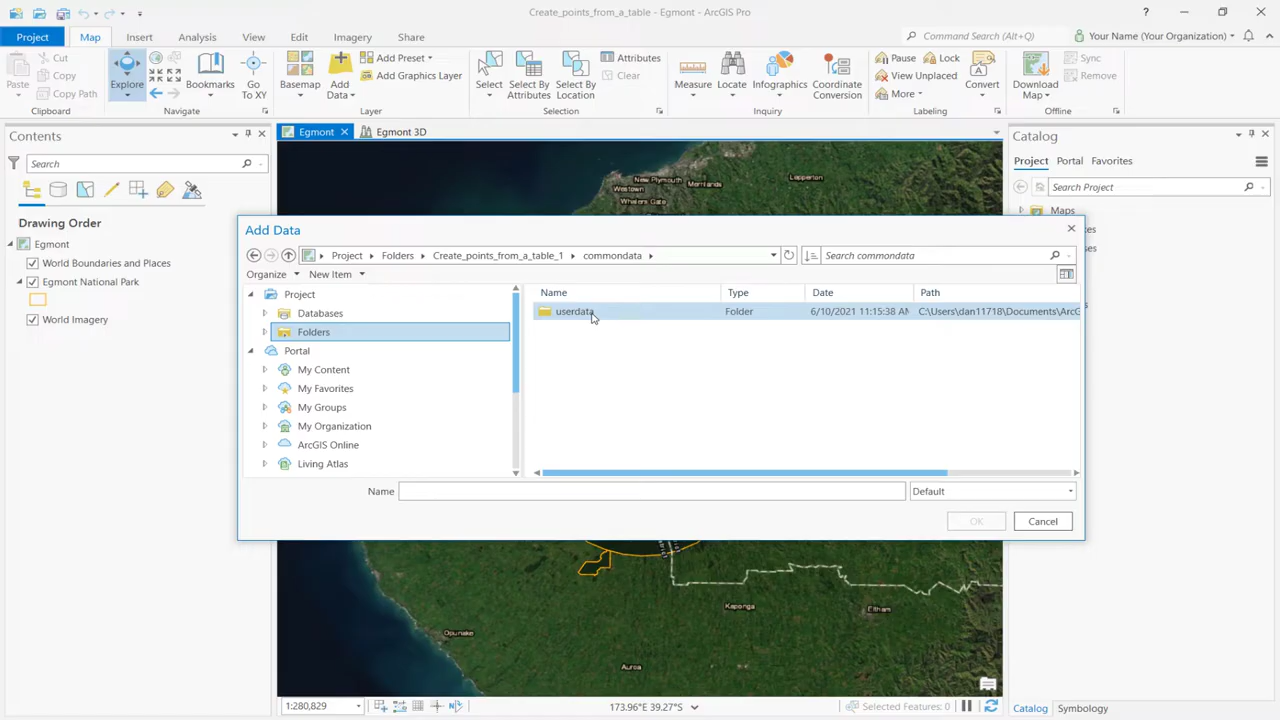 Create_points_from_a_table - Egmont - ArcGIS Pro
Project Map Insert Analysis View Edit Imagery Share Command Search (Alt+Q) Your Name (Your Organization)
Paste
Cut
Copy
Copy Path
Clipboard
Explore
Bookmarks
Go To XY
Navigate
Basemap
Add Data
Add Preset
Add Graphics Layer
Layer
Select
Select By Attributes
Select By Location
Attributes
Clear
Selection
Measure
Locate
Infographics
Coordinate Conversion
Inquiry
Pause
Lock
View Unplaced
More
Convert
Labeling
Download Map
Sync
Remove
Offline
Contents
Search
Drawing Order
Egmont
World Boundaries and Places
Egmont National Park
World Imagery
Egmont Egmont 3D
New Plymouth
Westown
Merrilands
Whalers Gate
Lepperton
Catalog
Project Portal Favorites
Search Project
Maps
Add Data
Project Folders Create_points_from_a_table_1 commondata
Search commondata
Organize New Item
Project
Databases
Folders
Portal
My Content
My Favorites
My Groups
My Organization
ArcGIS Online
Living Atlas
Name Type Date Path
userdata Folder 6/10/2021 11:15:38 AM C:\Users\dan11718\Documents\ArcG
Name Default
OK Cancel
Kaponga
Eltham
Opunake
Auroa
1:280,829 173.96°E 39.27°S Selected Features: 0
Catalog Symbology